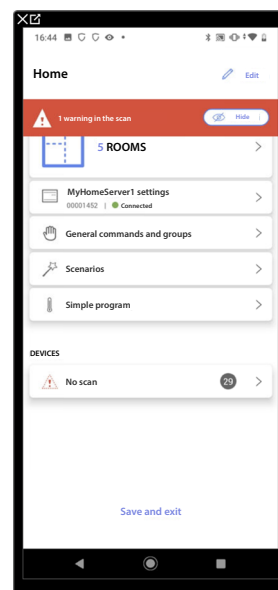 16:44
Home
Edit
1 warning in the scan
Hide
5 ROOMS
MyHomeServer1 settings
00001452 | Connected
General commands and groups
Scenarios
Simple program
DEVICES
No scan 29
Save and exit